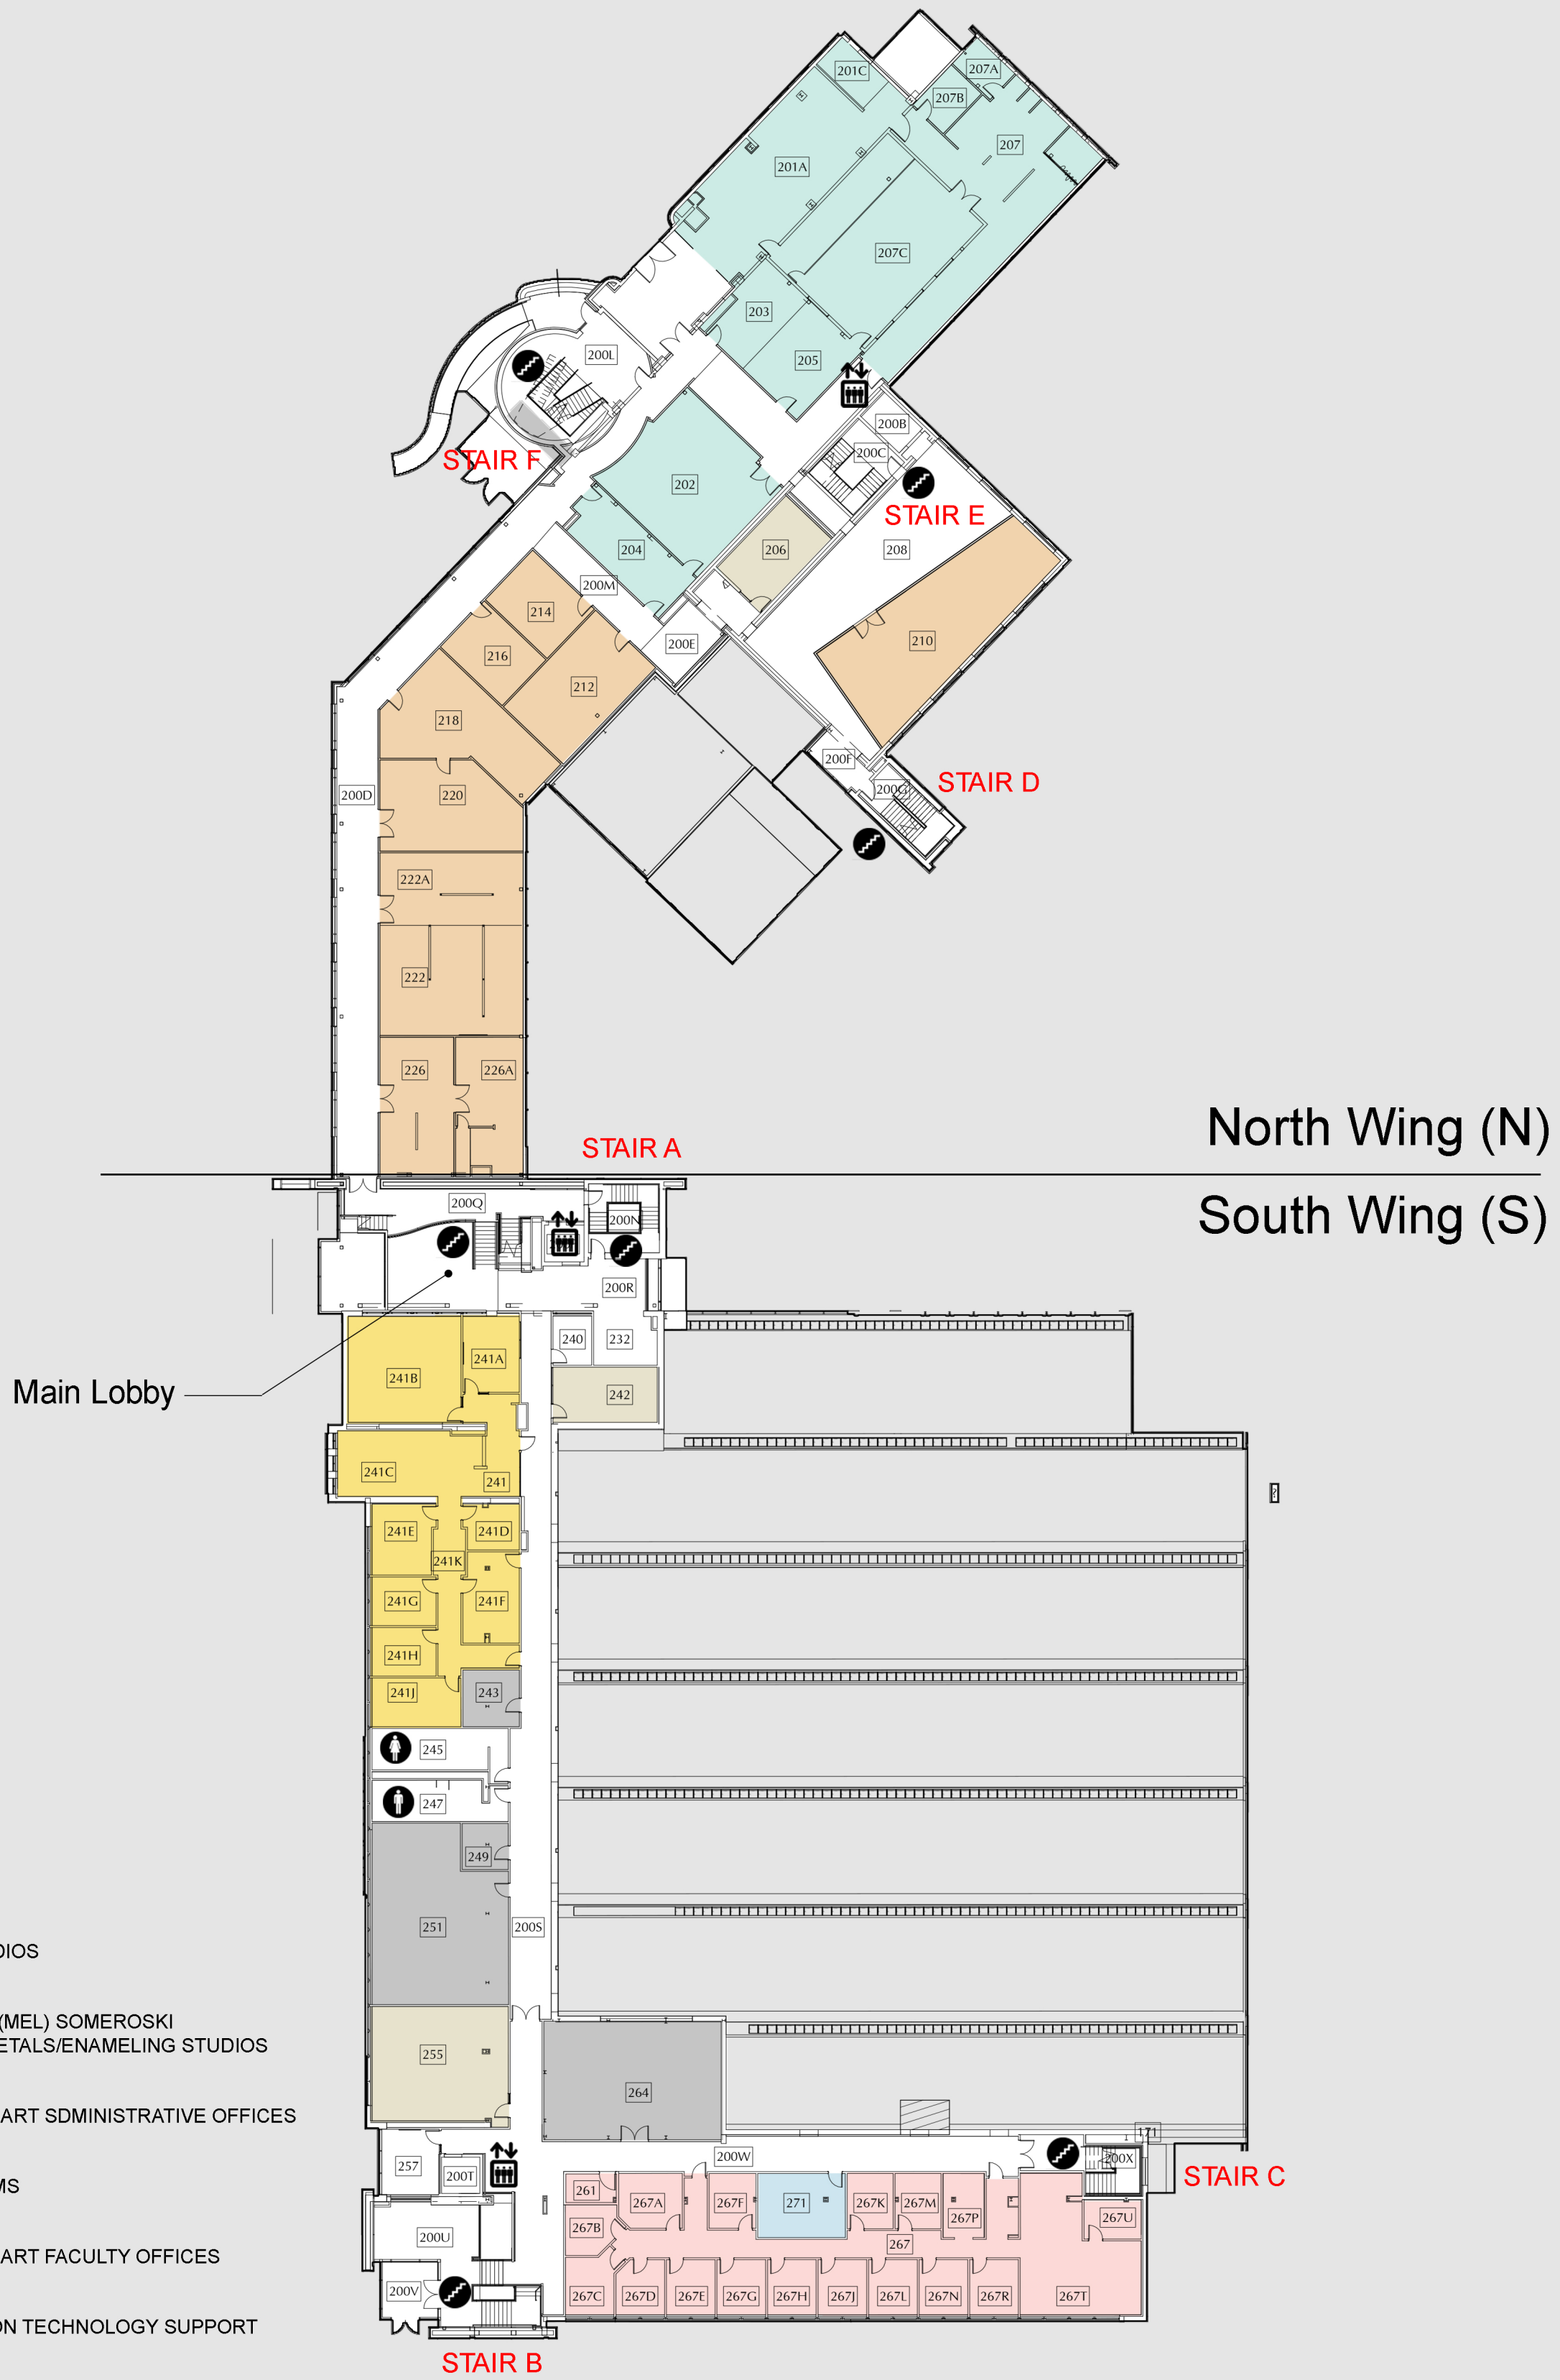 201C
207A
207B
207
201A
207C
203
200L
205
200B
STAIR F
200C
202
STAIR E
204
206
208
200M
214
210
200E
216
212
218
200F
STAIR D
200D
220
200G
222A
222
226
226A
North Wing (N)
STAIR A
200Q
200N
South Wing (S)
200R
240
232
241A
241B
Main Lobby
242
241C
241
241E
241D
241K
241G
241F
241H
241J
243
245
247
249
251
200S
DIOS
(MEL) SOMEROSKI
ETALS/ENAMELING STUDIOS
255
264
ART SDMINISTRATIVE OFFICES
171
200W
257
200T
200X
STAIR C
MS
261
267A
267F
271
267K
267M
267P
267U
267B
200U
267
ART FACULTY OFFICES
200V
267C
267D
267E
267G
267H
267J
267L
267N
267R
267T
ON TECHNOLOGY SUPPORT
STAIR B